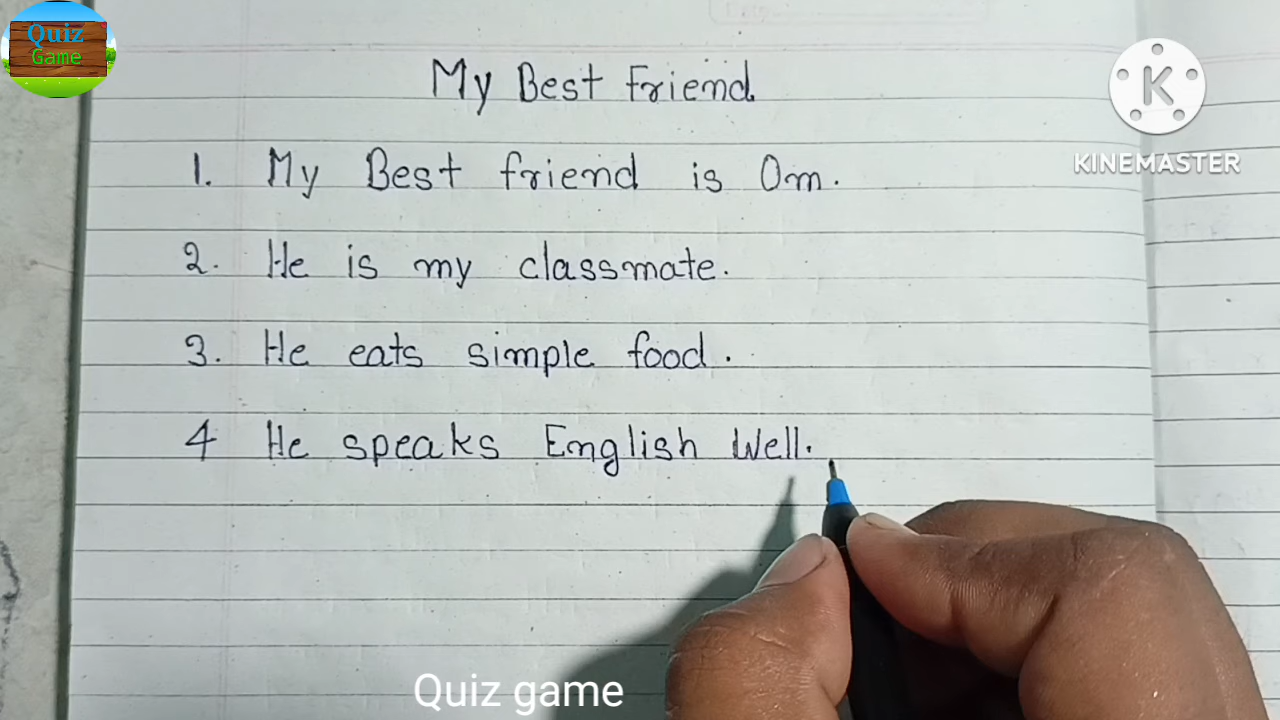 Quiz
Game
My Best Friend
KINEMASTER
1. My Best friend is Om.
2. He is my classmate.
3. He eats simple food.
4 He speaks English Well.
Quiz game